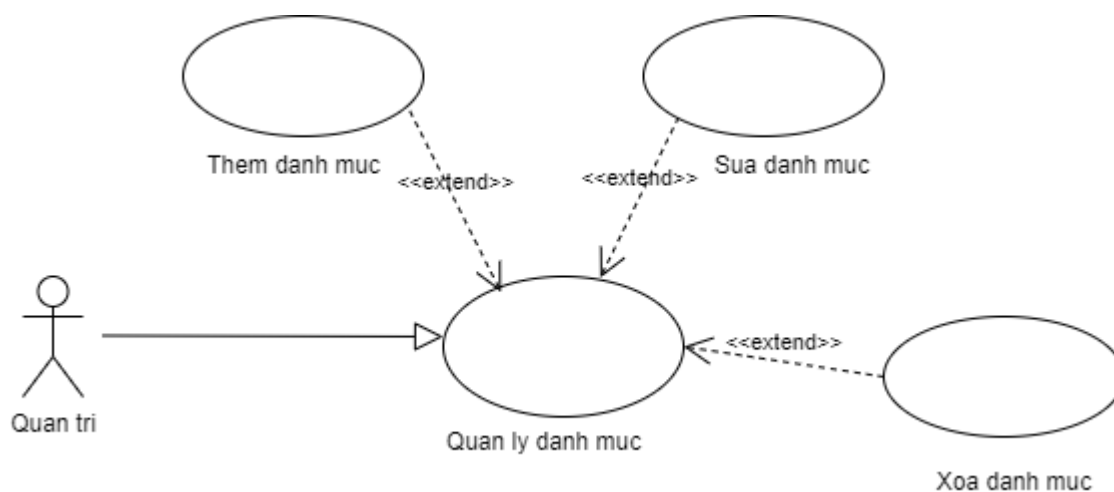 Them danh muc
Sua danh muc
<<extend>>
<<extend>>
<<extend>>
Quan tri
Quan ly danh muc
Xoa danh muc